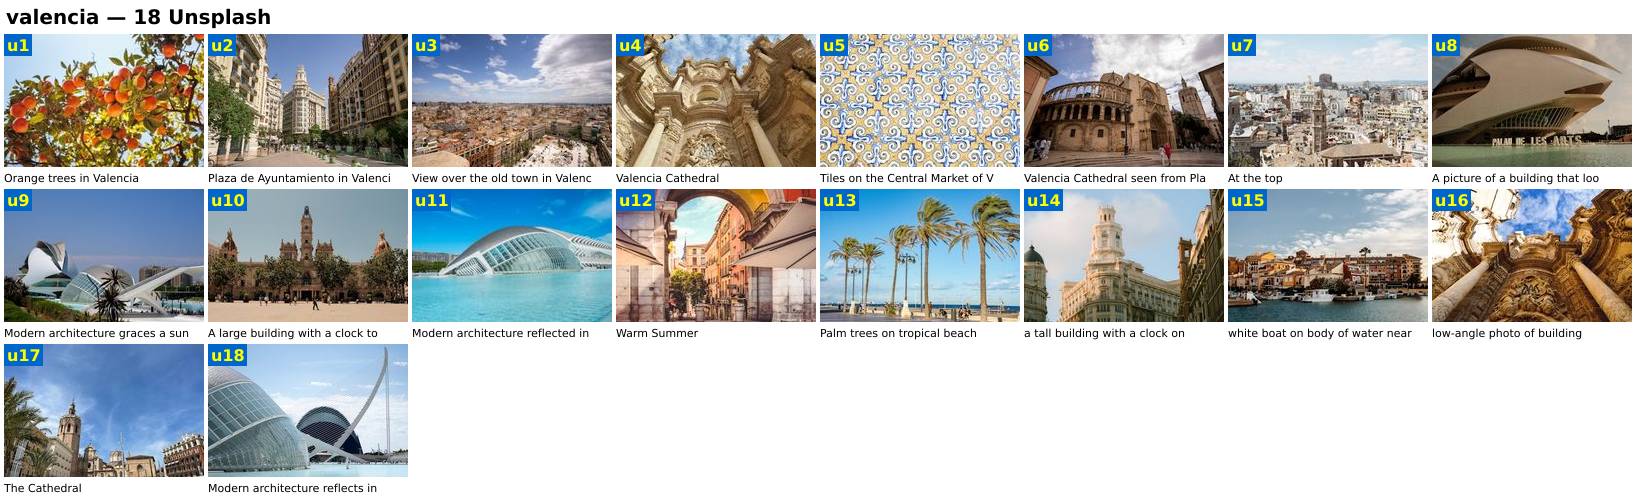 valencia — 18 Unsplash
u1
u2
u3
u4
u5
u6
u7
u8
PALAU DE LES ARTS
Orange trees in Valencia
Plaza de Ayuntamiento in Valenci
View over the old town in Valenc
Valencia Cathedral
Tiles on the Central Market of V
Valencia Cathedral seen from Pla
At the top
A picture of a building that loo
u9
u10
u11
u12
u13
u14
u15
u16
Modern architecture graces a sun
A large building with a clock to
Modern architecture reflected in
Warm Summer
Palm trees on tropical beach
a tall building with a clock on
white boat on body of water near
low-angle photo of building
u17
u18
The Cathedral
Modern architecture reflects in